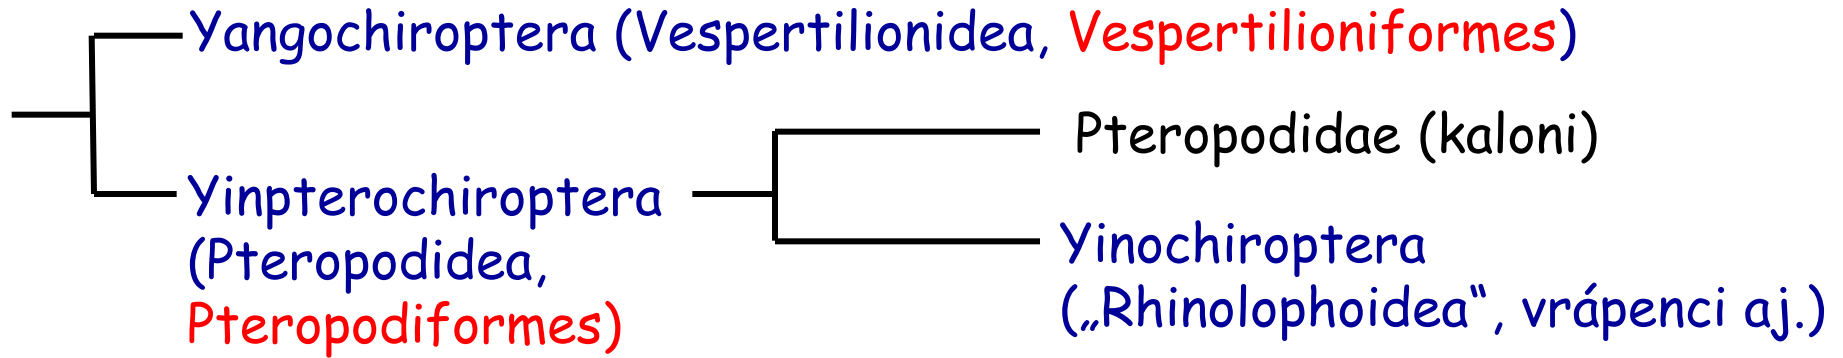 Yangochiroptera (Vespertilionidea, Vespertilioniformes)
Pteropodidae (kaloni)
Yinpterochiroptera
(Pteropodidea,
Pteropodiformes)
Yinochiroptera
(„Rhinolophoidea“, vrápenci aj.)